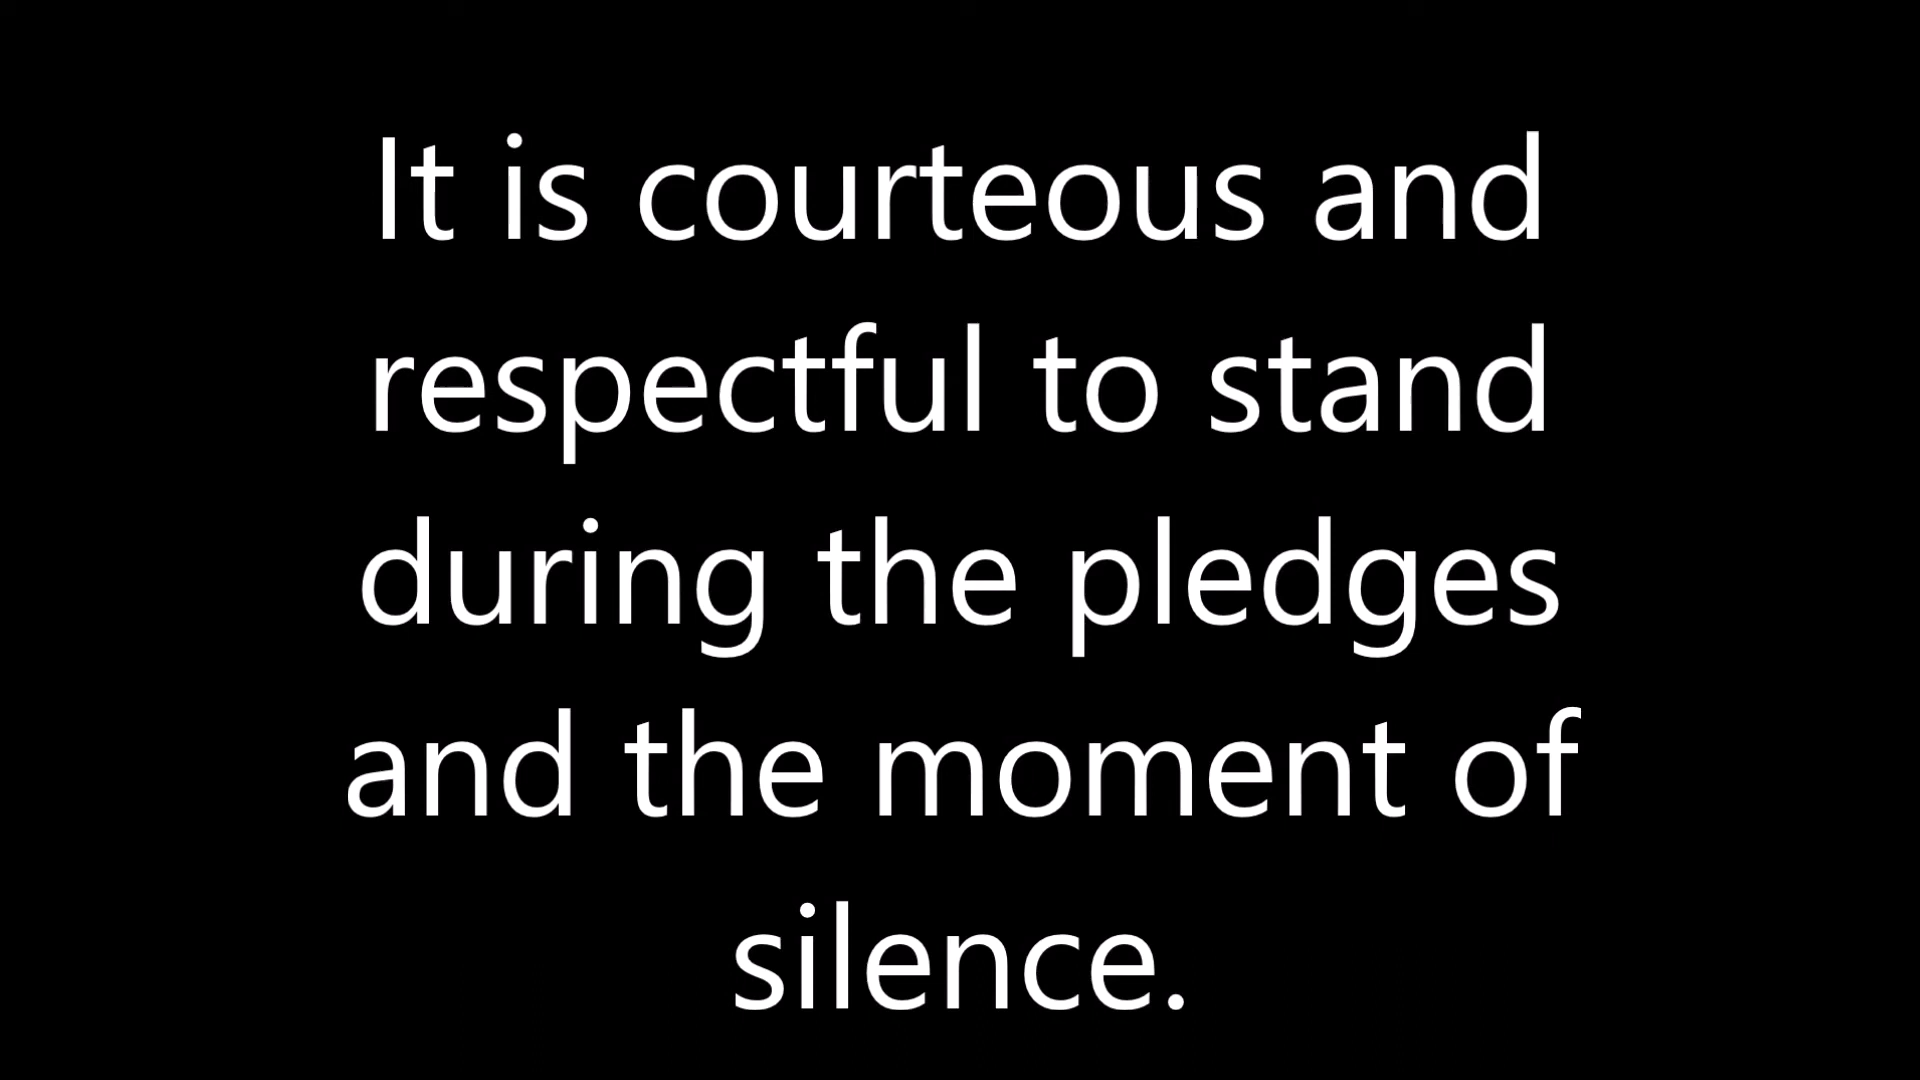 It is courteous and
respectful to stand
during the pledges
and the moment of
silence.